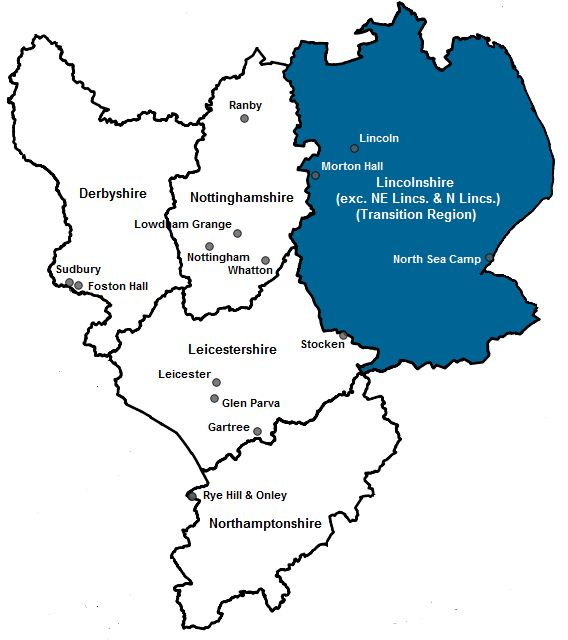 Ranby
Lincoln
Morton Hall
Derbyshire
Nottinghamshire
Lincolnshire
(exc. NE Lincs. & N Lincs.)
(Transition Region)
Lowdham Grange
Nottingham
Whatton
North Sea Camp
Sudbury
Foston Hall
Stocken
Leicestershire
Leicester
Glen Parva
Gartree
Rye Hill & Onley
Northamptonshire